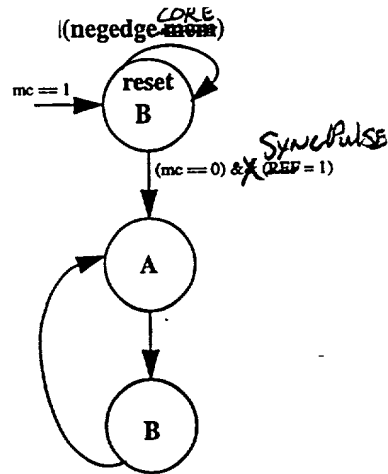 CORE
!(negedge mem)
reset
mc == 1
B
SyncPulse
(mc == 0) & (REF = 1)
A
B